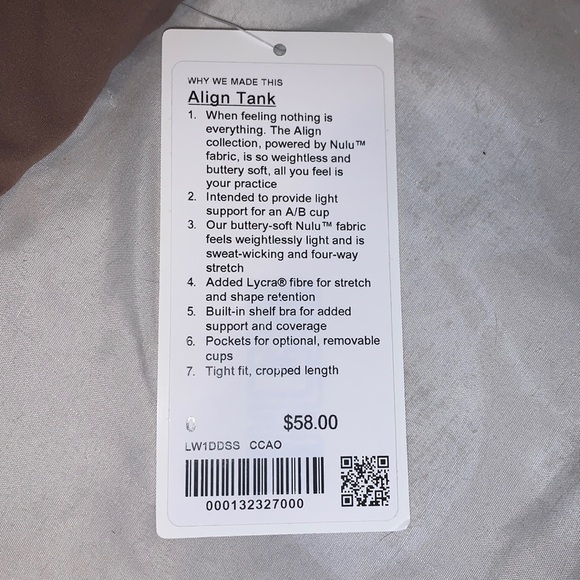 WHY WE MADE THIS
Align Tank
1. When feeling nothing is
everything. The Align
collection, powered by Nulu™
fabric, is so weightless and
buttery soft, all you feel is
your practice
2. Intended to provide light
support for an A/B cup
3. Our buttery-soft Nulu™ fabric
feels weightlessly light and is
sweat-wicking and four-way
stretch
4. Added Lycra® fibre for stretch
and shape retention
5. Built-in shelf bra for added
support and coverage
6. Pockets for optional, removable
cups
7. Tight fit, cropped length
$58.00
LW1DDSS CCAO
000132327000